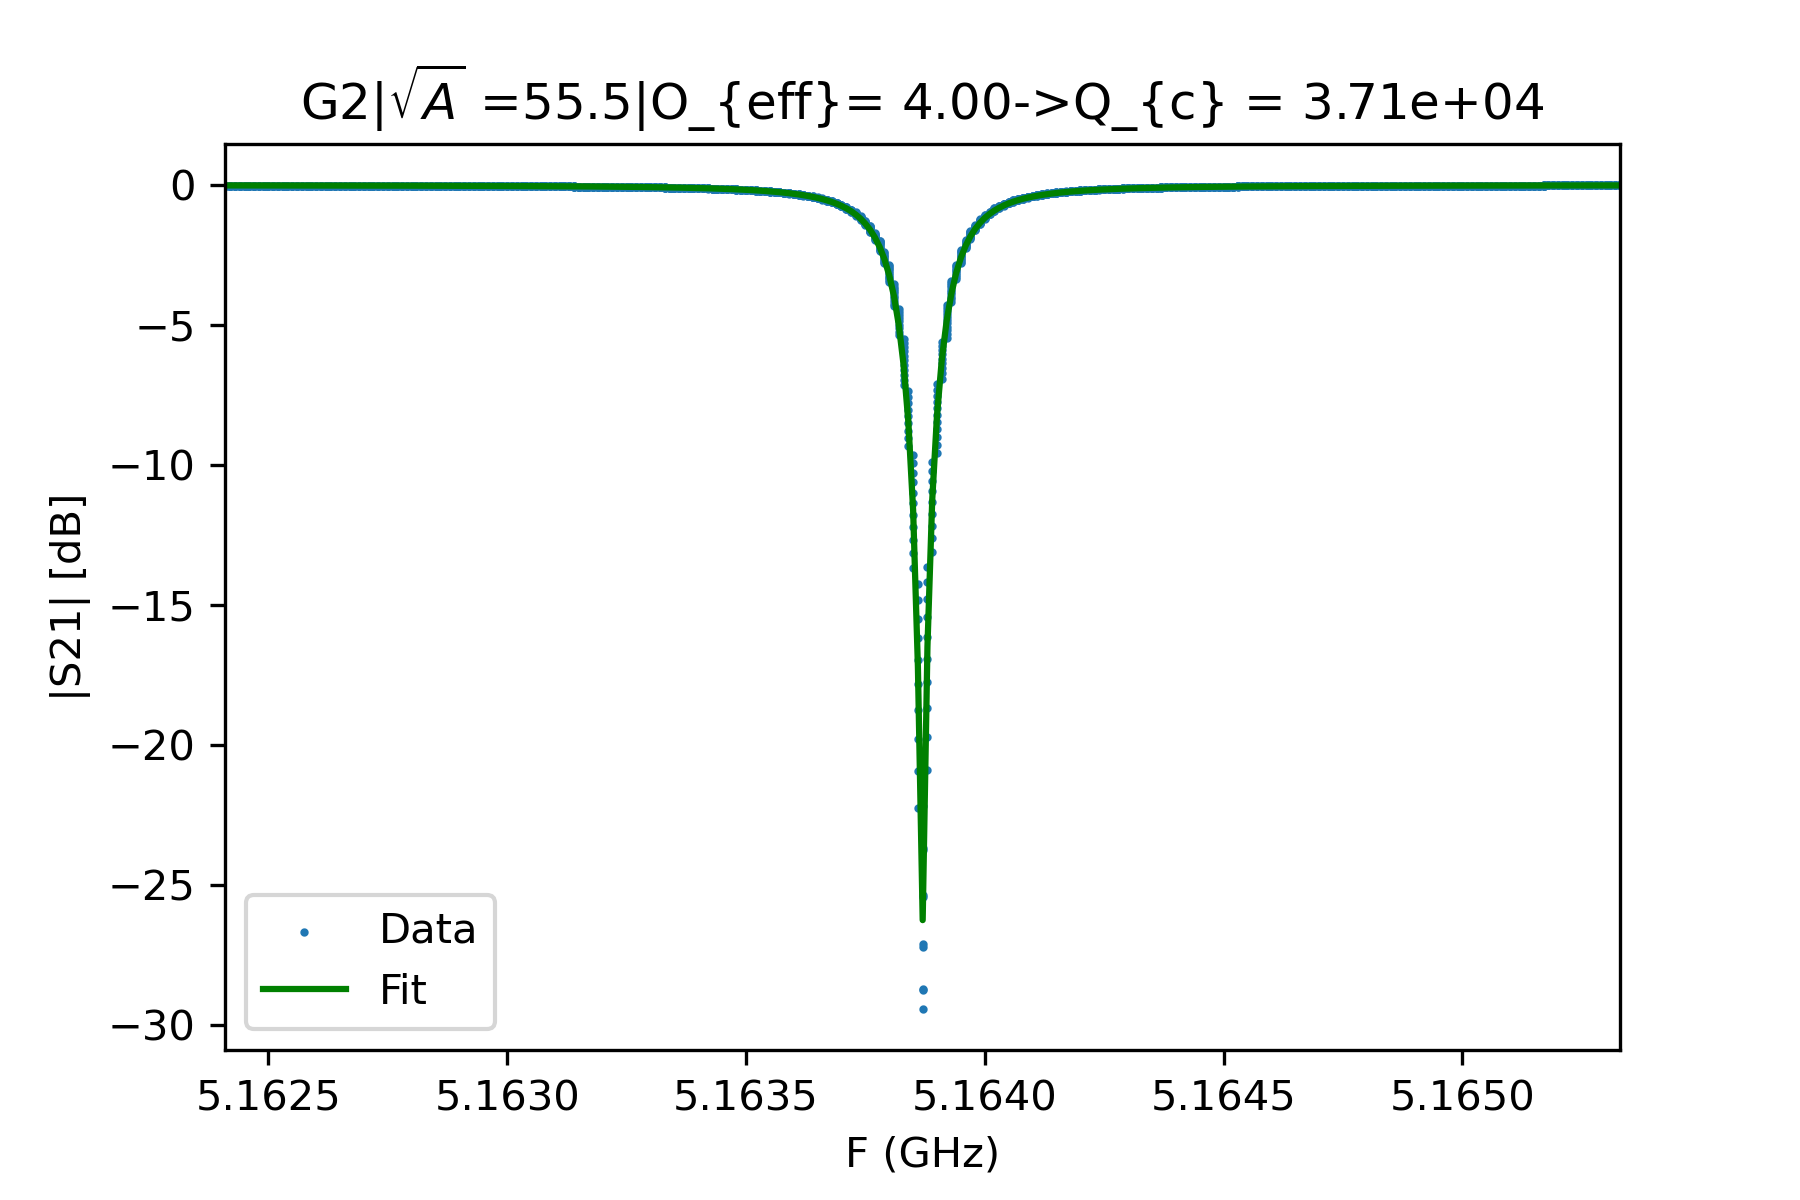 G2|√A =55.5|O_{eff}= 4.00->Q_{c} = 3.71e+04
0
−5
−10
−15
−20
−25
−30
|S21| [dB]
Data
Fit
5.1625 5.1630 5.1635 5.1640 5.1645 5.1650
F (GHz)